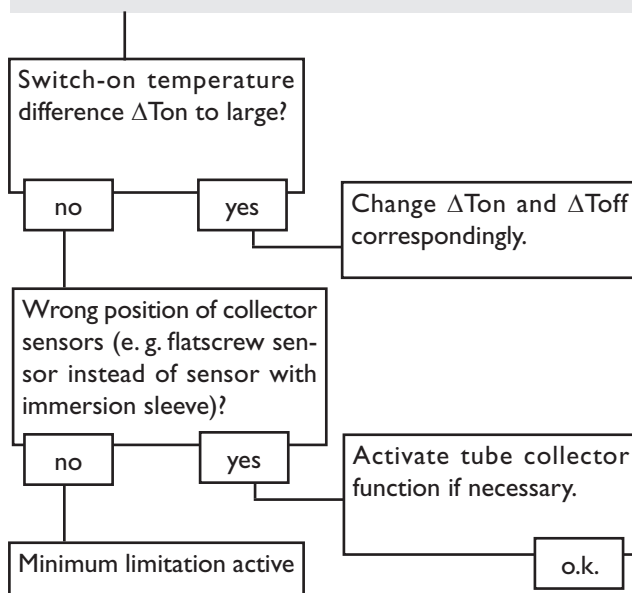 Switch-on temperature
difference ΔTon to large?
no
yes
Change ΔTon and ΔToff
correspondingly.
Wrong position of collector
sensors (e. g. flatscrew sen-
sor instead of sensor with
immersion sleeve)?
no
yes
Activate tube collector
function if necessary.
o.k.
Minimum limitation active